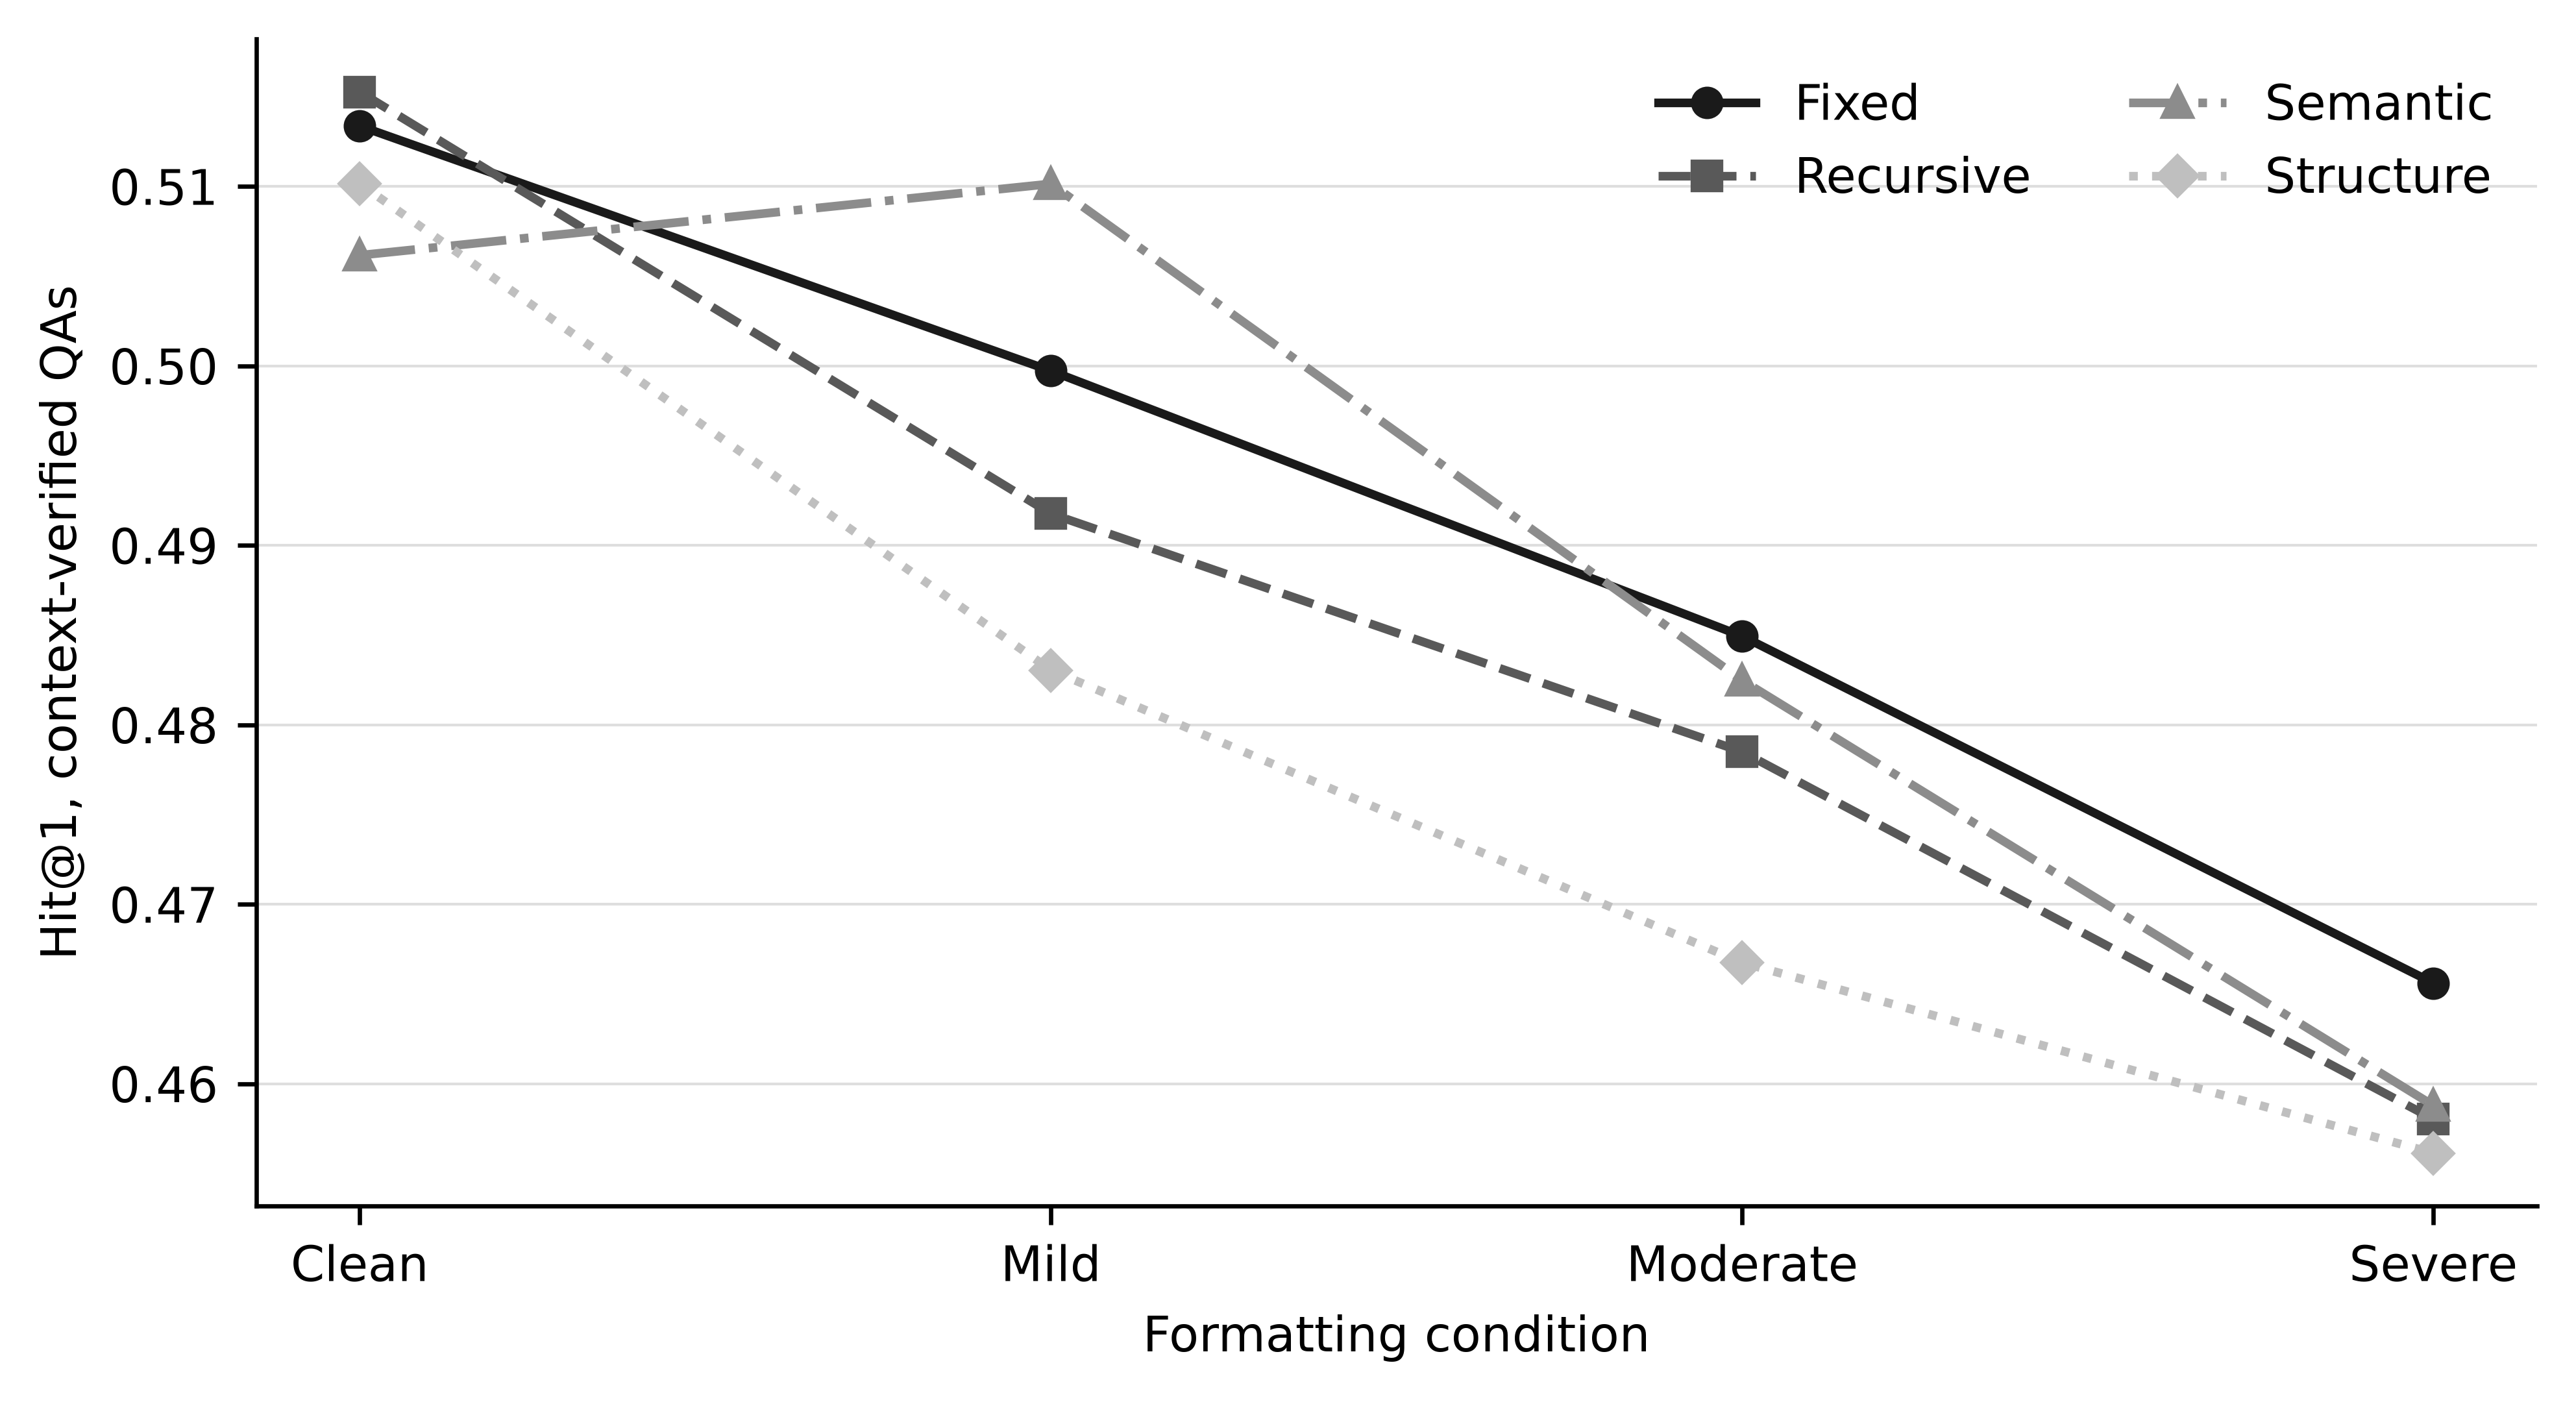 Fixed
Recursive
Semantic
Structure
Hit@1, context-verified QAs
0.51
0.50
0.49
0.48
0.47
0.46
Clean Mild Moderate Severe
Formatting condition